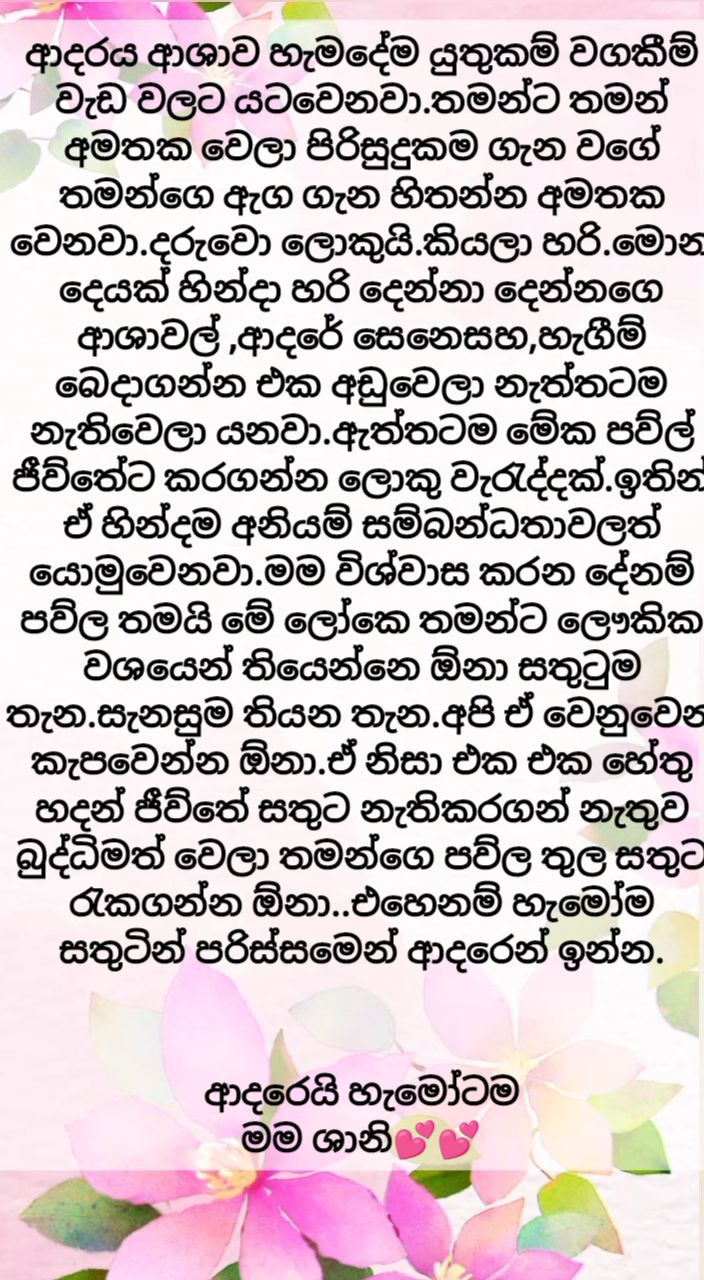 ආදරය ආශාව හැමදේම යුතුකම් වගකීම්
වැඩ වලට යටවෙනවා.තමන්ට තමන්
අමතක වෙලා පිරිසුදුකම ගැන වගේ
තමන්ගෙ ඇඟ ගැන හිතන්න අමතක
වෙනවා.දරුවො ලොකුයි.කියලා හරි.මොන
දෙයක් හින්දා හරි දෙන්නා දෙන්නගෙ
ආශාවල් ,ආදරේ සෙනෙසහ,හැගීම්
බෙදාගන්න එක අඩුවෙලා නැත්තටම
නැතිවෙලා යනවා.ඇත්තටම මේක පව්ල්
ජීව්තේට කරගන්න ලොකු වැරැද්දක්.ඉතින්
ඒ හින්දම අනියම් සම්බන්ධතාවලත්
යොමුවෙනවා.මම විශ්වාස කරන දේනම්
පව්ල තමයි මේ ලෝකෙ තමන්ට ලෞකික
වශයෙන් තියෙන්නෙ ඕනා සතුටුම
තැන.සැනසුම තියන තැන.අපි ඒ වෙනුවෙන
කැපවෙන්න ඕනා.ඒ නිසා එක එක හේතු
හදන් ජීව්තේ සතුට නැතිකරගන් නැතුව
බුද්ධිමත් වෙලා තමන්ගෙ පව්ල තුල සතුට
රැකගන්න ඕනා..එහෙනම් හැමෝම
සතුටින් පරිස්සමෙන් ආදරෙන් ඉන්න.
ආදරෙයි හැමෝටම
මම ශානි💕💕